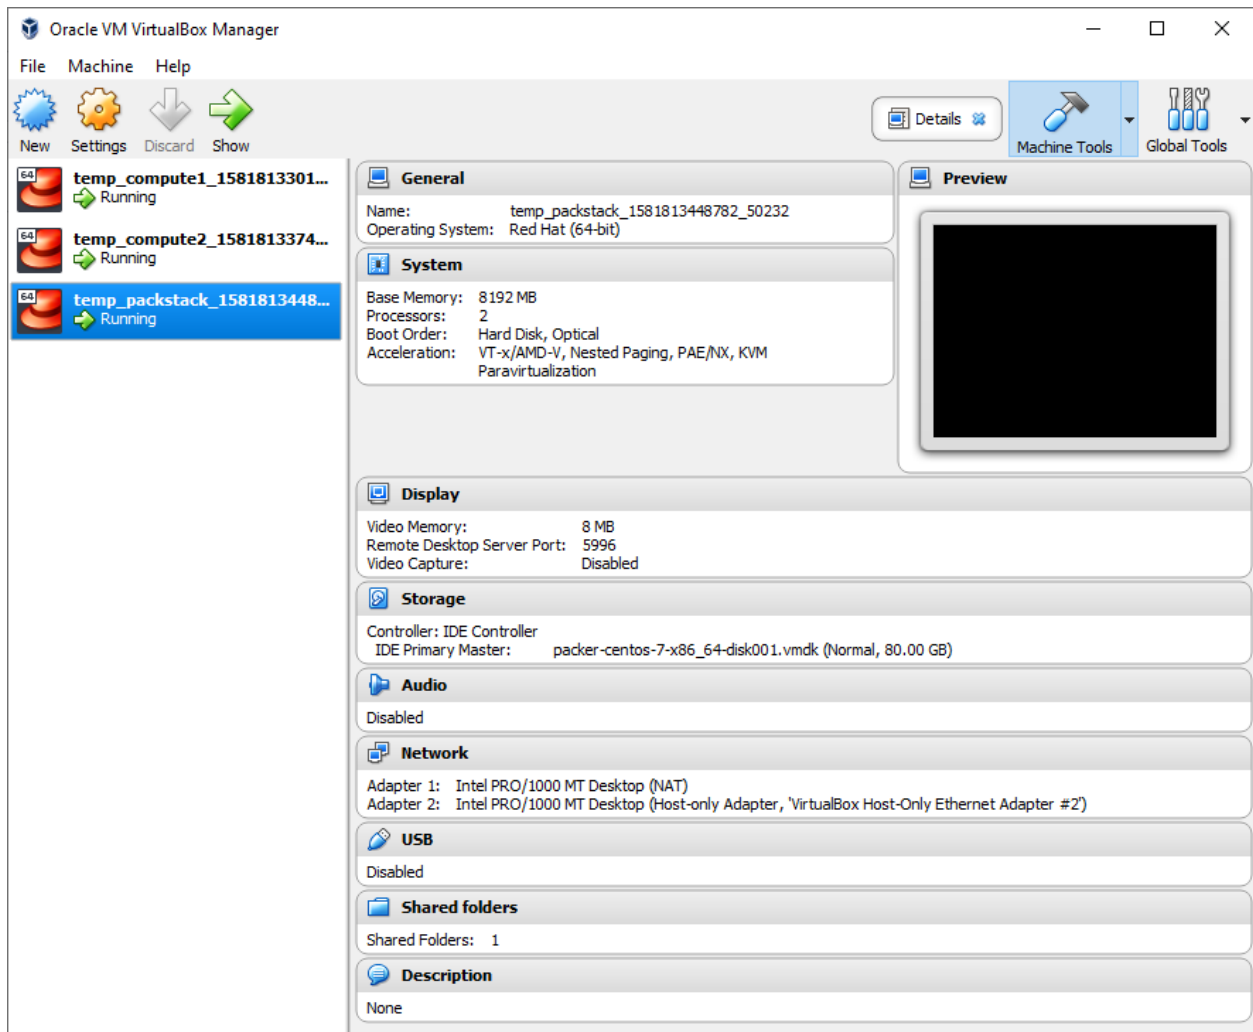 Oracle VM VirtualBox Manager
File Machine Help
New Settings Discard Show
Details
Machine Tools
Global Tools
64
temp_compute1_1581813301...
Running
64
temp_compute2_1581813374...
Running
64
temp_packstack_1581813448...
Running
General
Name: temp_packstack_1581813448782_50232
Operating System: Red Hat (64-bit)
System
Base Memory: 8192 MB
Processors: 2
Boot Order: Hard Disk, Optical
Acceleration: VT-x/AMD-V, Nested Paging, PAE/NX, KVM
Paravirtualization
Preview
Display
Video Memory: 8 MB
Remote Desktop Server Port: 5996
Video Capture: Disabled
Storage
Controller: IDE Controller
IDE Primary Master: packer-centos-7-x86_64-disk001.vmdk (Normal, 80.00 GB)
Audio
Disabled
Network
Adapter 1: Intel PRO/1000 MT Desktop (NAT)
Adapter 2: Intel PRO/1000 MT Desktop (Host-only Adapter, 'VirtualBox Host-Only Ethernet Adapter #2')
USB
Disabled
Shared folders
Shared Folders: 1
Description
None